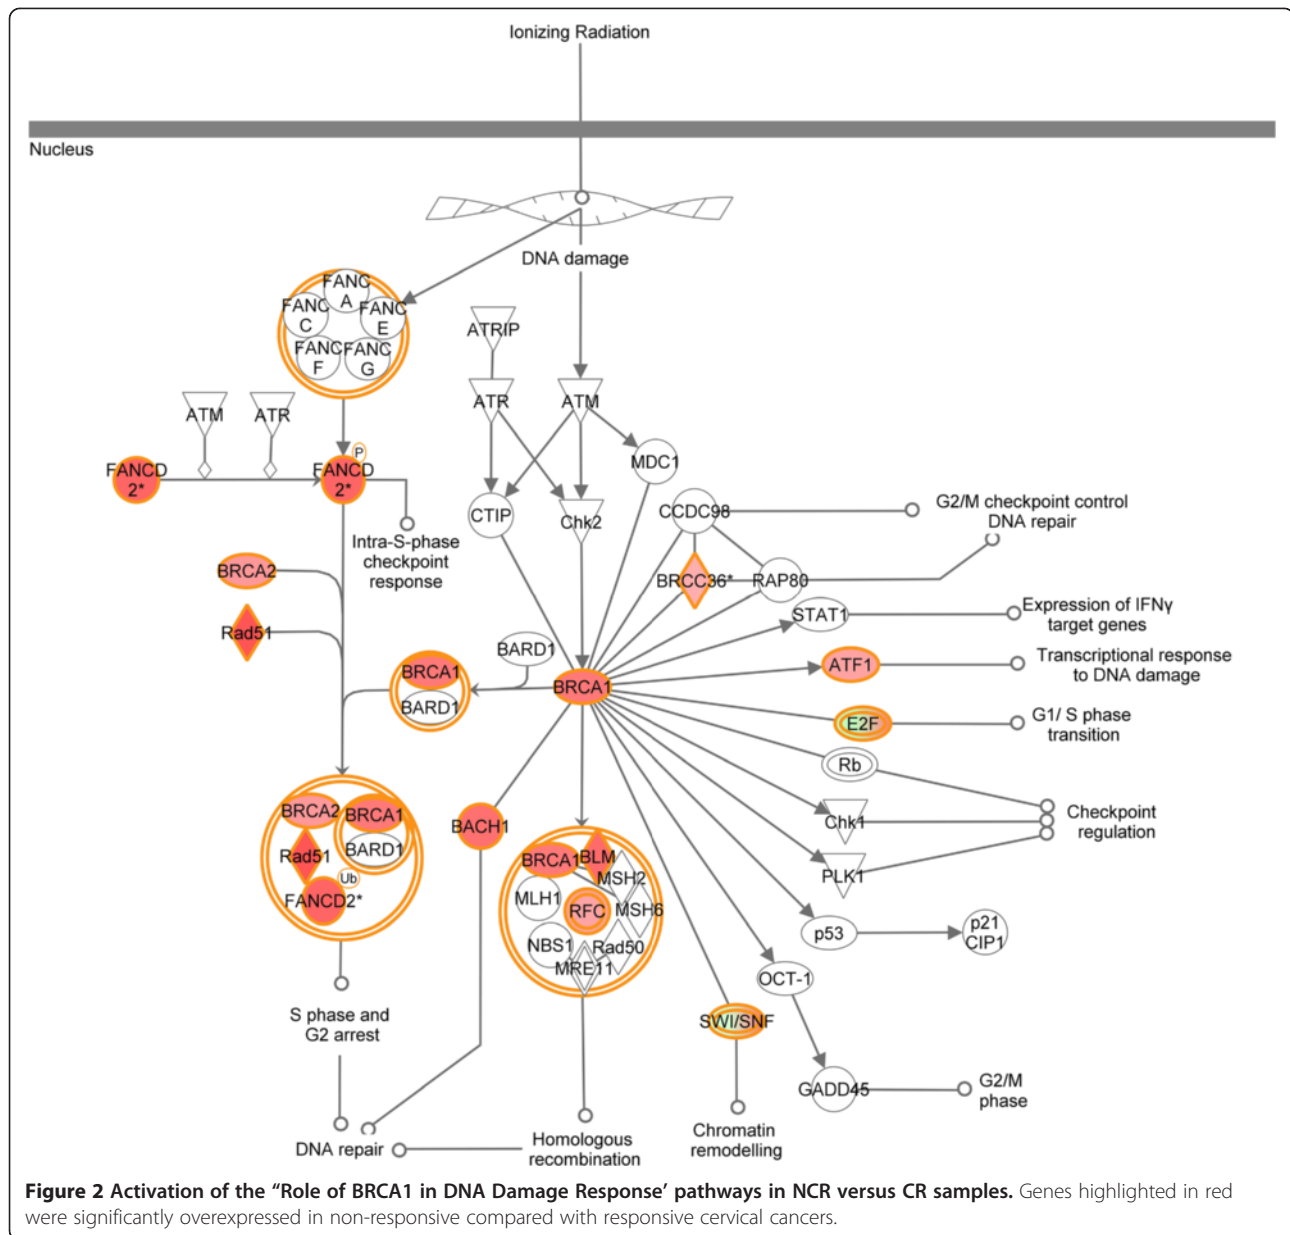 Ionizing Radiation
Nucleus
DNA damage
FANC
A
FANC
C
FANC
E
FANC
F
FANC
G
ATRIP
ATM
ATR
ATR
ATM
P
FANCD
2*
FANCD
2*
MDC1
CTIP
Chk2
CCDC98
G2/M checkpoint control
DNA repair
Intra-S-phase
checkpoint
response
BRCA2
BRCC36*
RAP80
STAT1
Expression of IFNγ
target genes
Rad51
BARD1
BRCA1
BARD1
BRCA1
ATF1
Transcriptional response
to DNA damage
E2F
G1/ S phase
transition
Rb
Chk1
Checkpoint
regulation
PLK1
BRCA2
BRCA1
BARD1
Rad51
Ub
FANCD2*
BACH1
BRCA1
BLM
MSH2
MLH1
RFC
MSH6
NBS1
Rad50
MRE11
p53
p21
CIP1
OCT-1
SWI/SNF
GADD45
G2/M
phase
S phase and
G2 arrest
DNA repair
Homologous
recombination
Chromatin
remodelling
Figure 2 Activation of the “Role of BRCA1 in DNA Damage Response’ pathways in NCR versus CR samples. Genes highlighted in red
were significantly overexpressed in non-responsive compared with responsive cervical cancers.